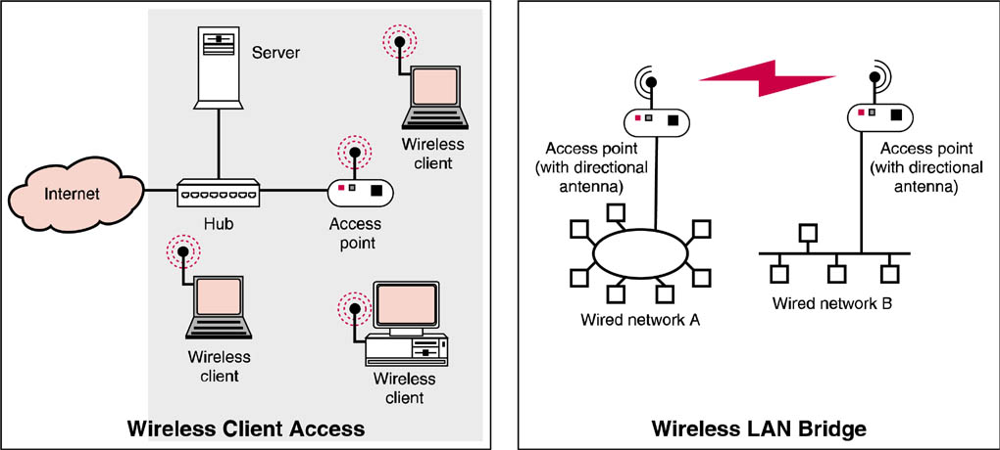 Server
Wireless
client
Internet
Hub
Access
point
Wireless
client
Wireless
client
Wireless Client Access
Access point
(with directional
antenna)
Access point
(with directional
antenna)
Wired network A
Wired network B
Wireless LAN Bridge